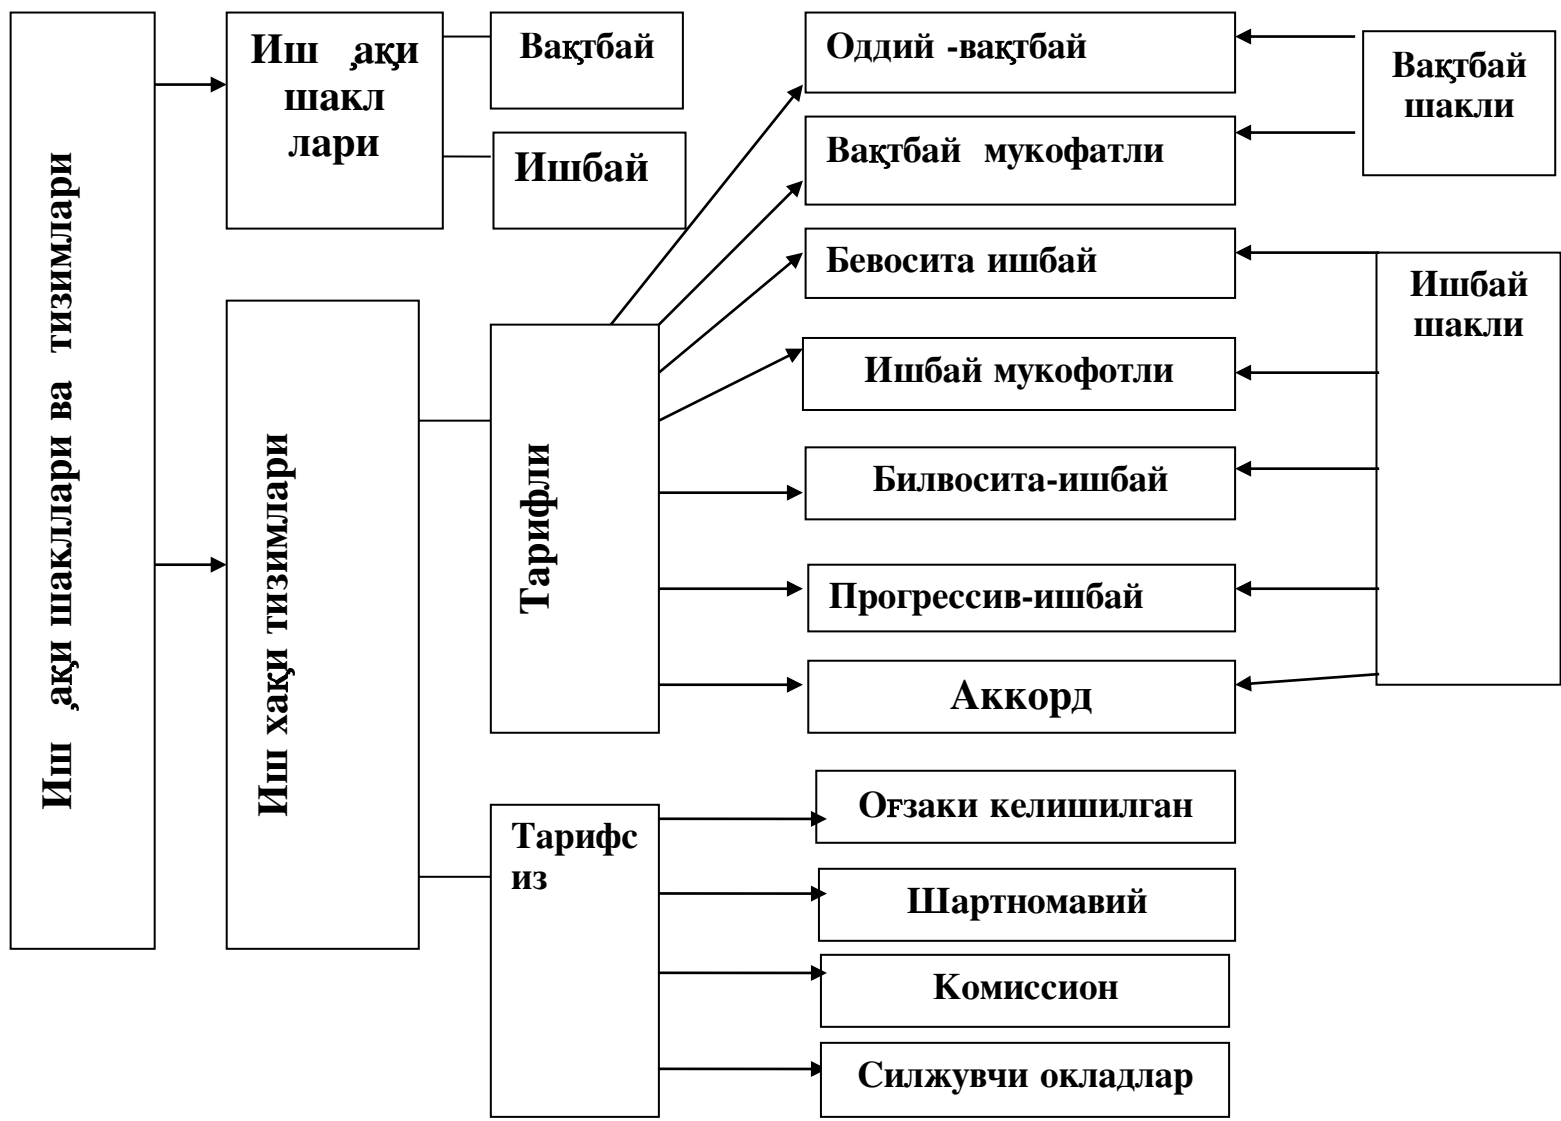 Иш ҳақи шакллари ва тизимлари
Иш ҳақи
шакл
лари
Вақтбай
Ишбай
Иш хақи тизимлари
Тарифли
Тарифс
из
Оддий -вақтбай
Вақтбай мукофатли
Бевосита ишбай
Ишбай мукофотли
Билвосита-ишбай
Прогрессив-ишбай
Аккорд
Оғзаки келишилган
Шартномавий
Комиссион
Силжувчи окладлар
Вақтбай
шакли
Ишбай
шакли